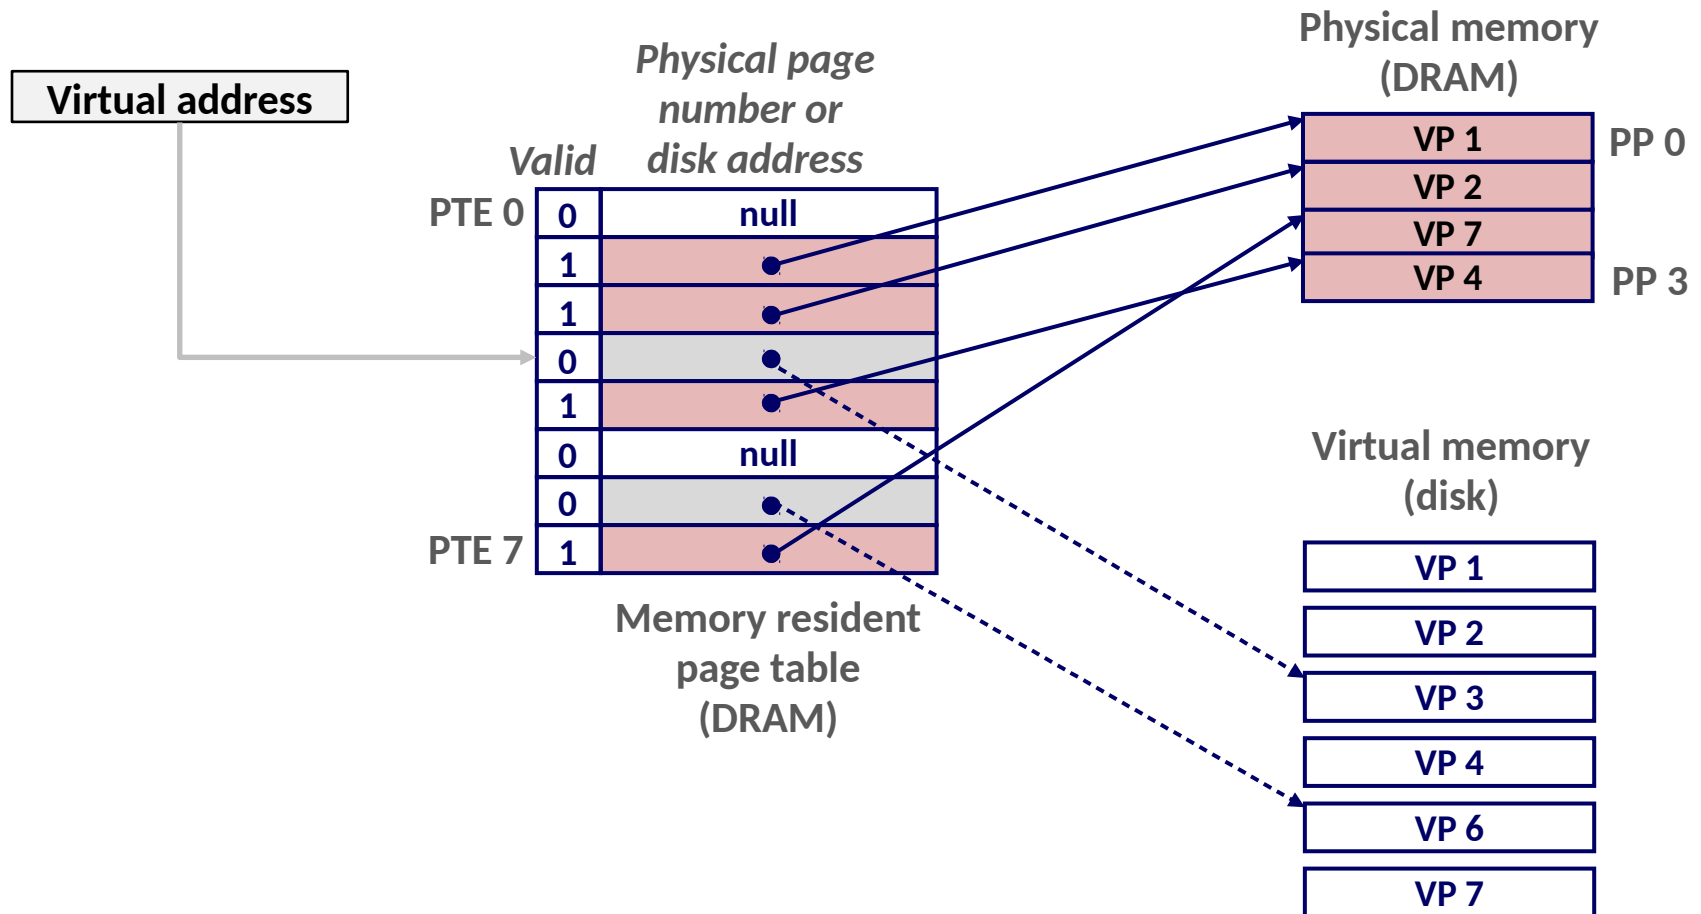 Virtual address
Physical page
number or
disk address
Valid
PTE 0
0
null
1
1
0
1
0
null
0
PTE 7
1
Memory resident
page table
(DRAM)
Physical memory
(DRAM)
VP 1
PP 0
VP 2
VP 7
VP 4
PP 3
Virtual memory
(disk)
VP 1
VP 2
VP 3
VP 4
VP 6
VP 7